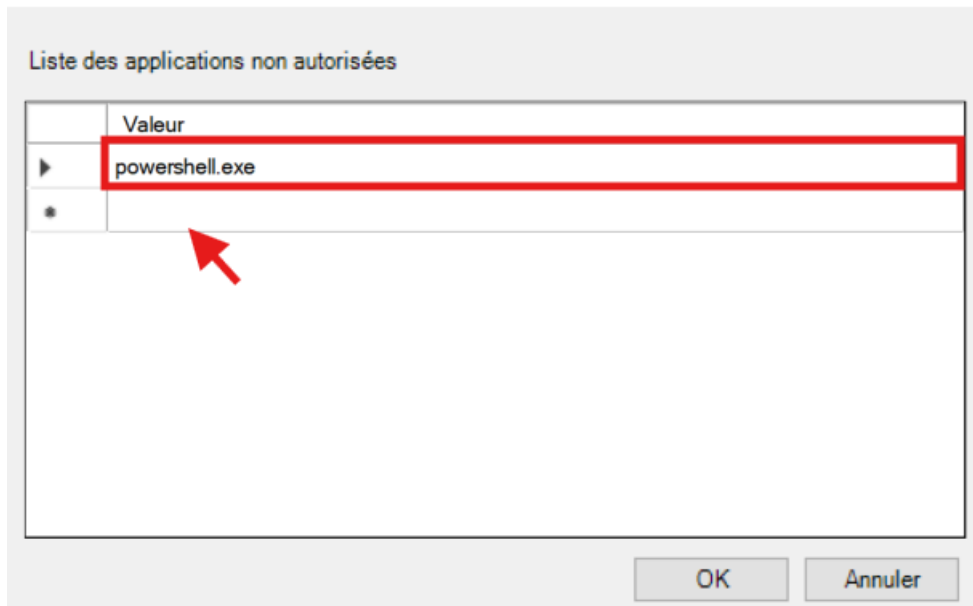 Liste des applications non autorisées
Valeur
powershell.exe
OK Annuler